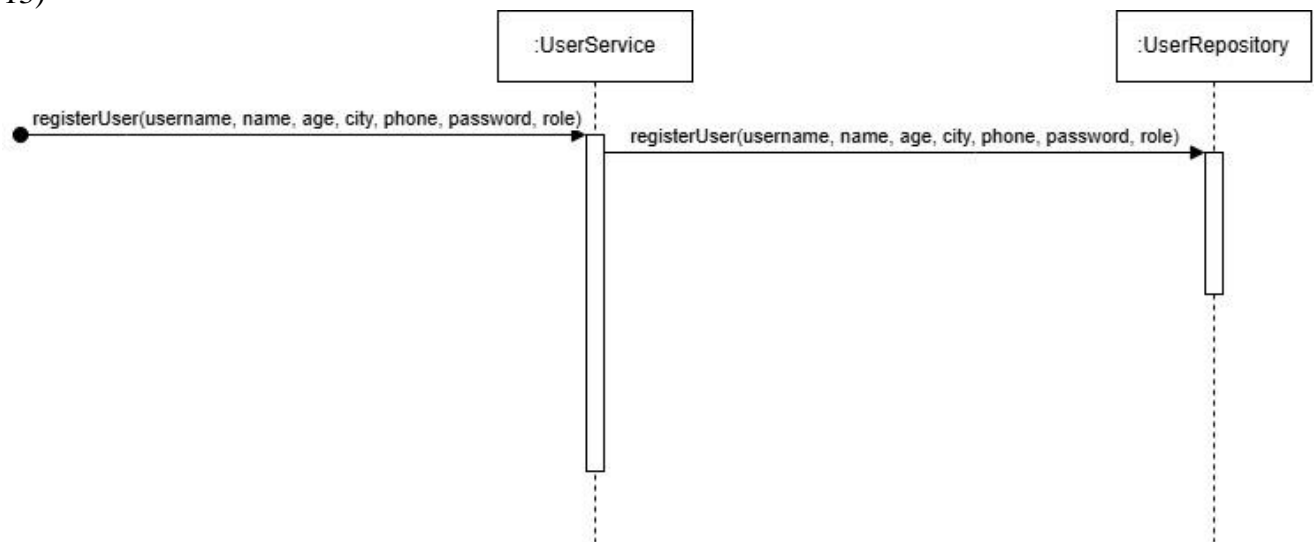 :UserService
:UserRepository
registerUser(username, name, age, city, phone, password, role)
registerUser(username, name, age, city, phone, password, role)